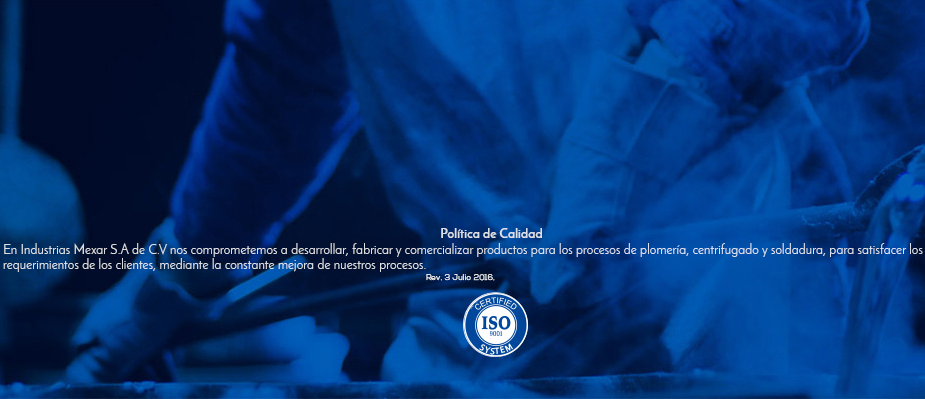 Política de Calidad
En Industrias Mexar S.A de C.V nos comprometemos a desarrollar, fabricar y comercializar productos para los procesos de plomería, centrifugado y soldadura, para satisfacer los
requerimientos de los clientes, mediante la constante mejora de nuestros procesos.
Rev. 3 Julio 2016.
CERTIFIED
ISO
9001
SYSTEM